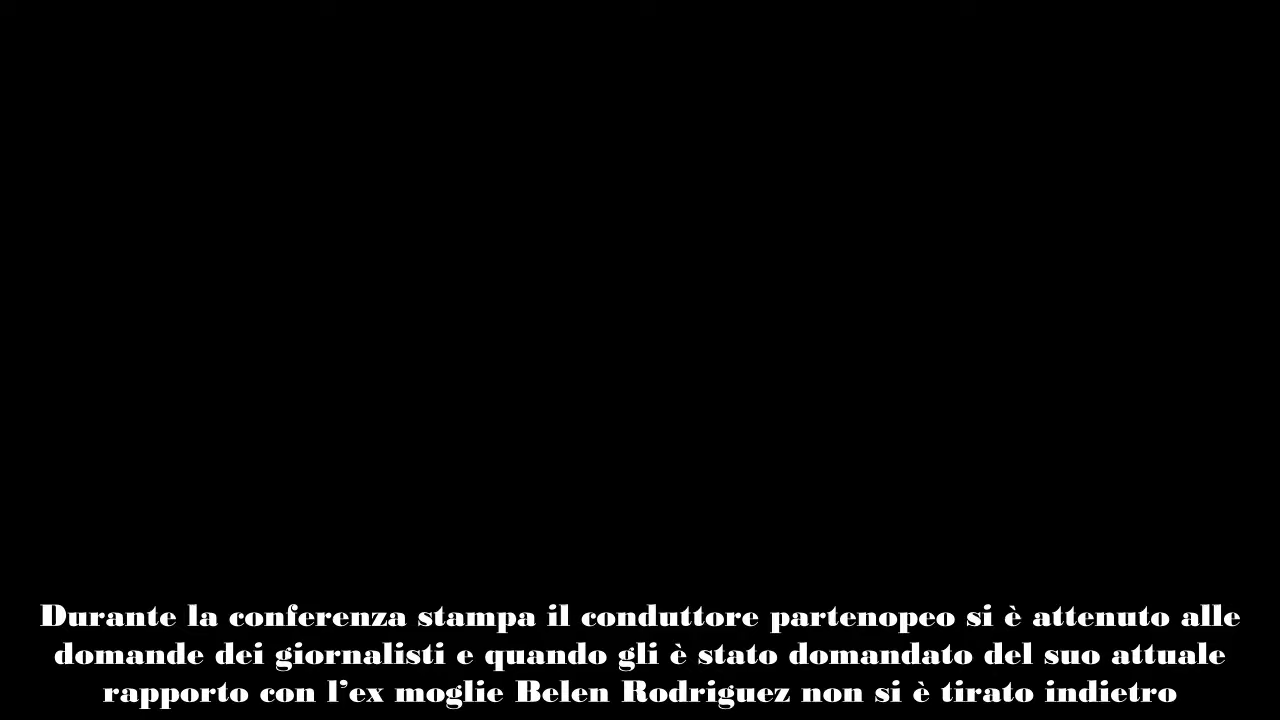 Durante la conferenza stampa il conduttore partenopeo si è attenuto alle
domande dei giornalisti e quando gli è stato domandato del suo attuale
rapporto con l'ex moglie Belen Rodriguez non si è tirato indietro